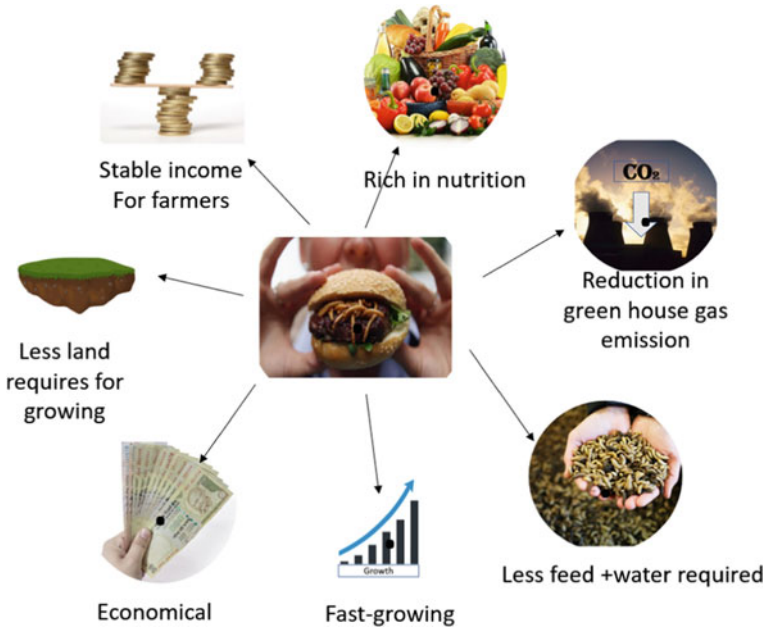 Stable income
For farmers
Rich in nutrition
CO₂
Reduction in
green house gas
emission
Less land
requires for
growing
Growth
Less feed +water required
Economical
Fast-growing